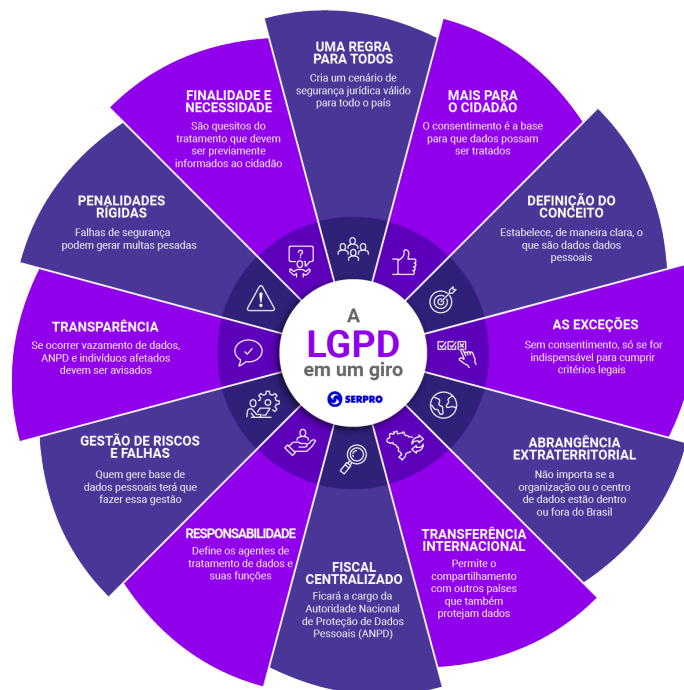 UMA REGRA
PARA TODOS
Cria um cenário de
segurança jurídica válido
para todo o país
MAIS PARA
O CIDADÃO
O consentimento é a base
para que dados possam
ser tratados
DEFINIÇÃO DO
CONCEITO
Estabelece, de maneira clara, o
que são dados dados
pessoais
AS EXCEÇÕES
Sem consentimento, só se for
indispensável para cumprir
critérios legais
ABRANGÊNCIA
EXTRATERRITORIAL
Não importa se a
organização ou o centro
de dados estão dentro
ou fora do Brasil
TRANSFERÊNCIA
INTERNACIONAL
Permite o
compartilhamento
com outros países
que também
protejam dados
FISCAL
CENTRALIZADO
Ficará a cargo da
Autoridade Nacional
de Proteção de Dados
Pessoais (ANPD)
RESPONSABILIDADE
Define os agentes de
tratamento de dados e
suas funções
GESTÃO DE RISCOS
E FALHAS
Quem gere base de
dados pessoais terá que
fazer essa gestão
TRANSPARÊNCIA
Se ocorrer vazamento de dados,
ANPD e indivíduos afetados
devem ser avisados
PENALIDADES
RÍGIDAS
Falhas de segurança
podem gerar multas pesadas
FINALIDADE E
NECESSIDADE
São quesitos do
tratamento que devem
ser previamente
informados ao cidadão
?
A
LGPD
em um giro
SERPRO